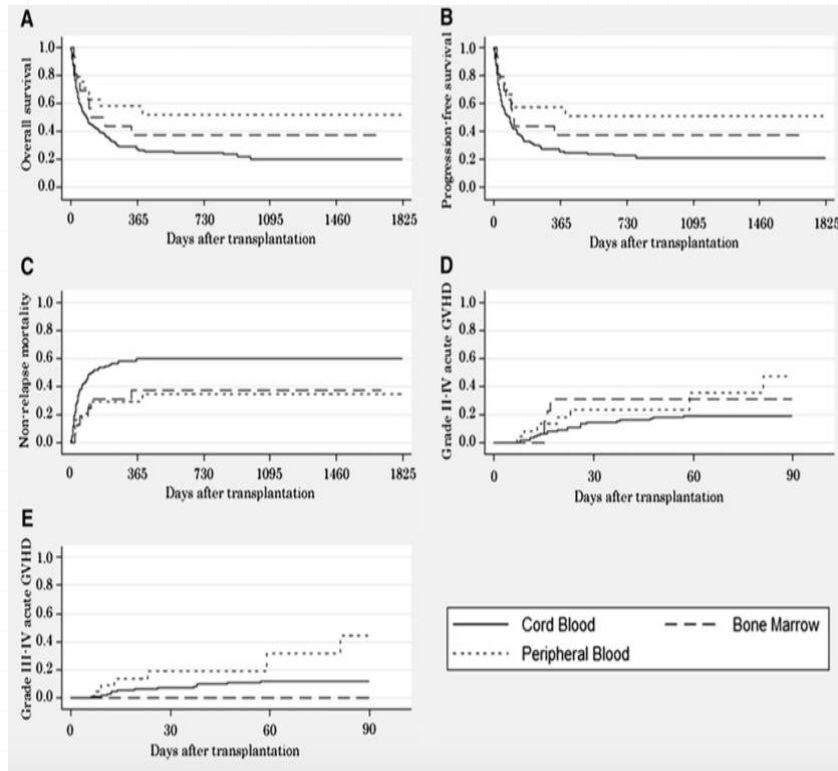 A
Overall survival
1.0
0.8
0.6
0.4
0.2
0.0
0 365 730 1095 1460 1825
Days after transplantation
B
Progression-free survival
1.0
0.8
0.6
0.4
0.2
0.0
0 365 730 1095 1460 1825
Days after transplantation
C
Non-relapse mortality
1.0
0.8
0.6
0.4
0.2
0.0
0 365 730 1095 1460 1825
Days after transplantation
D
Grade II-IV acute GVHD
1.0
0.8
0.6
0.4
0.2
0.0
0 30 60 90
Days after transplantation
E
Grade III-IV acute GVHD
1.0
0.8
0.6
0.4
0.2
0.0
0 30 60 90
Days after transplantation
Cord Blood Bone Marrow
Peripheral Blood